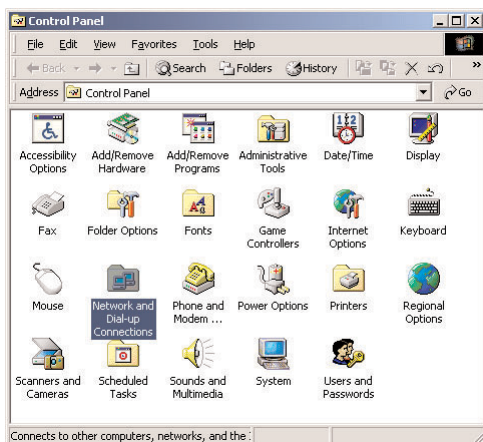 Control Panel
File Edit View Favorites Tools Help
Back Search Folders History »
Address Control Panel Go
Accessibility Options
Add/Remove Hardware
Add/Remove Programs
Administrative Tools
Date/Time
Display
Fax
Folder Options
Fonts
Game Controllers
Internet Options
Keyboard
Mouse
Network and Dial-up Connections
Phone and Modem ...
Power Options
Printers
Regional Options
Scanners and Cameras
Scheduled Tasks
Sounds and Multimedia
System
Users and Passwords
Connects to other computers, networks, and the